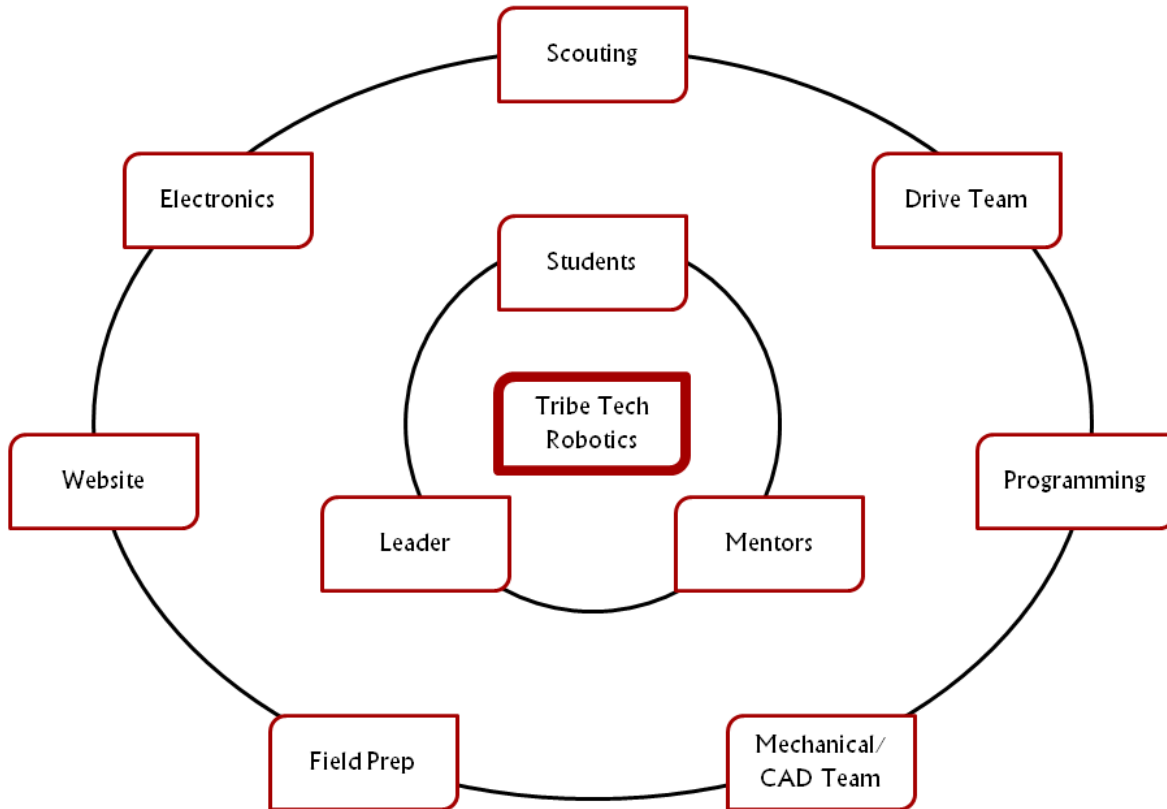 Scouting
Electronics
Drive Team
Students
Tribe Tech
Robotics
Website
Programming
Leader
Mentors
Field Prep
Mechanical/
CAD Team